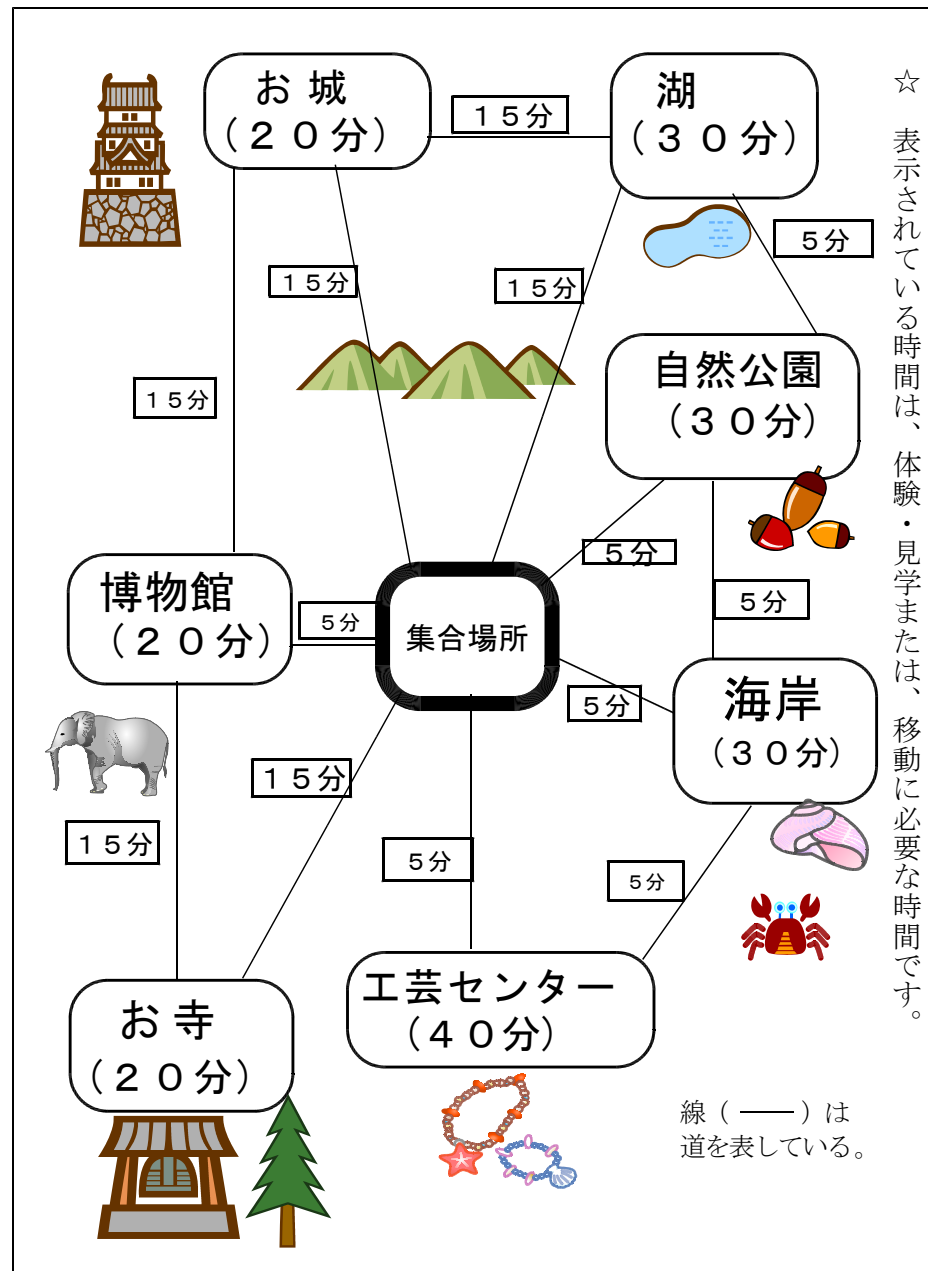 お城
（２０分）
１５分
湖
（３０分）
５分
１５分
１５分
自然公園
（３０分）
１５分
５分
５分
博物館
（２０分）
５分
集合場所
５分
海岸
（３０分）
１５分
１５分
５分
５分
お寺
（２０分）
工芸センター
（４０分）
線（ ―― ）は
道を表している。
☆　表示されている時間は、体験・見学または、移動に必要な時間です。